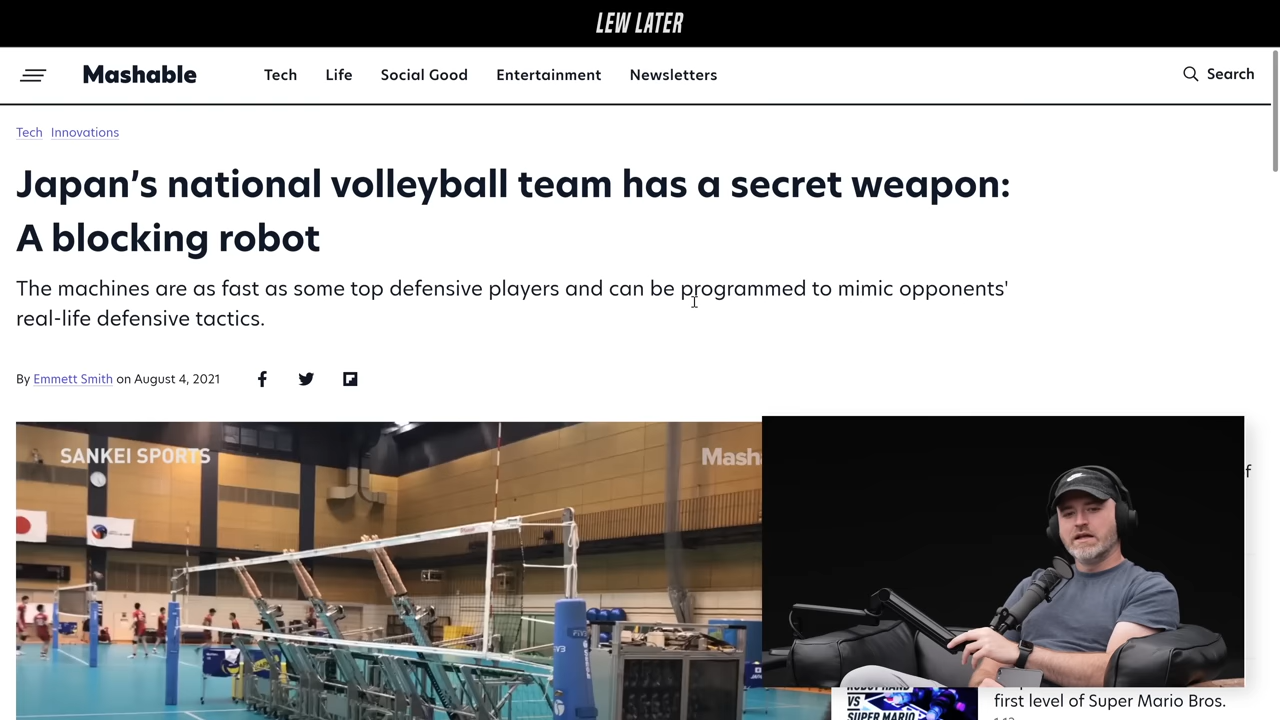 LEW LATER
Mashable
Tech
Life
Social Good
Entertainment
Newsletters
Search
Tech Innovations
Japan's national volleyball team has a secret weapon:
A blocking robot
The machines are as fast as some top defensive players and can be programmed to mimic opponents'
real-life defensive tactics.
By Emmett Smith on August 4, 2021
SANKEI SPORTS
Mash
f
VS
SUPER MARIO
first level of Super Mario Bros.